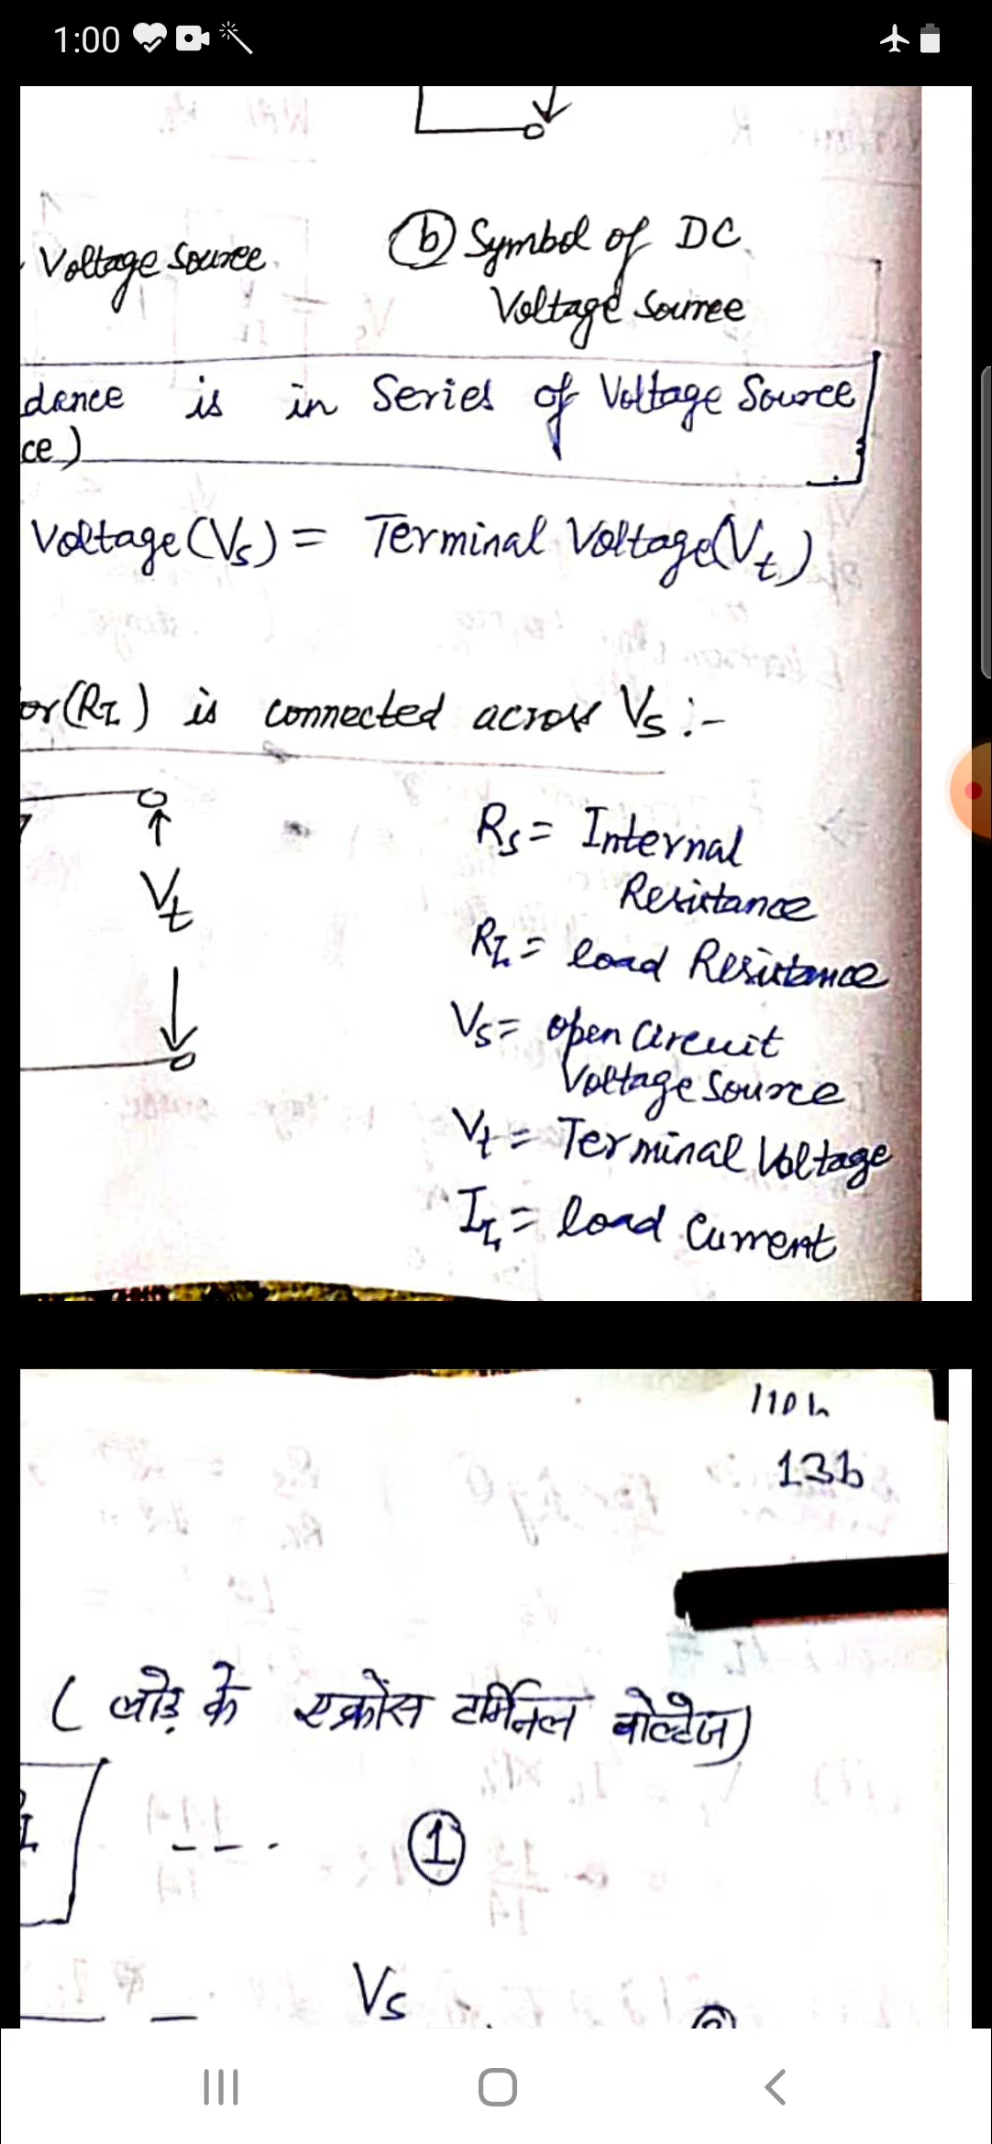 1:00
Voltage Source
(b) Symbol of DC
Voltage Source
dance is in Series of Voltage Source
ce)
Voltage (Vs) = Terminal Voltage (Vt)
or (RL) is connected across Vs :-
Vt
Rs = Internal
Resistance
RL = load Resistance
Vs = open Circuit
Voltage Source
Vt = Terminal Voltage
IL = load Current
13b
( लोड के एक्रोस टर्मिनल वोल्टेज)
--- (1)
Vs